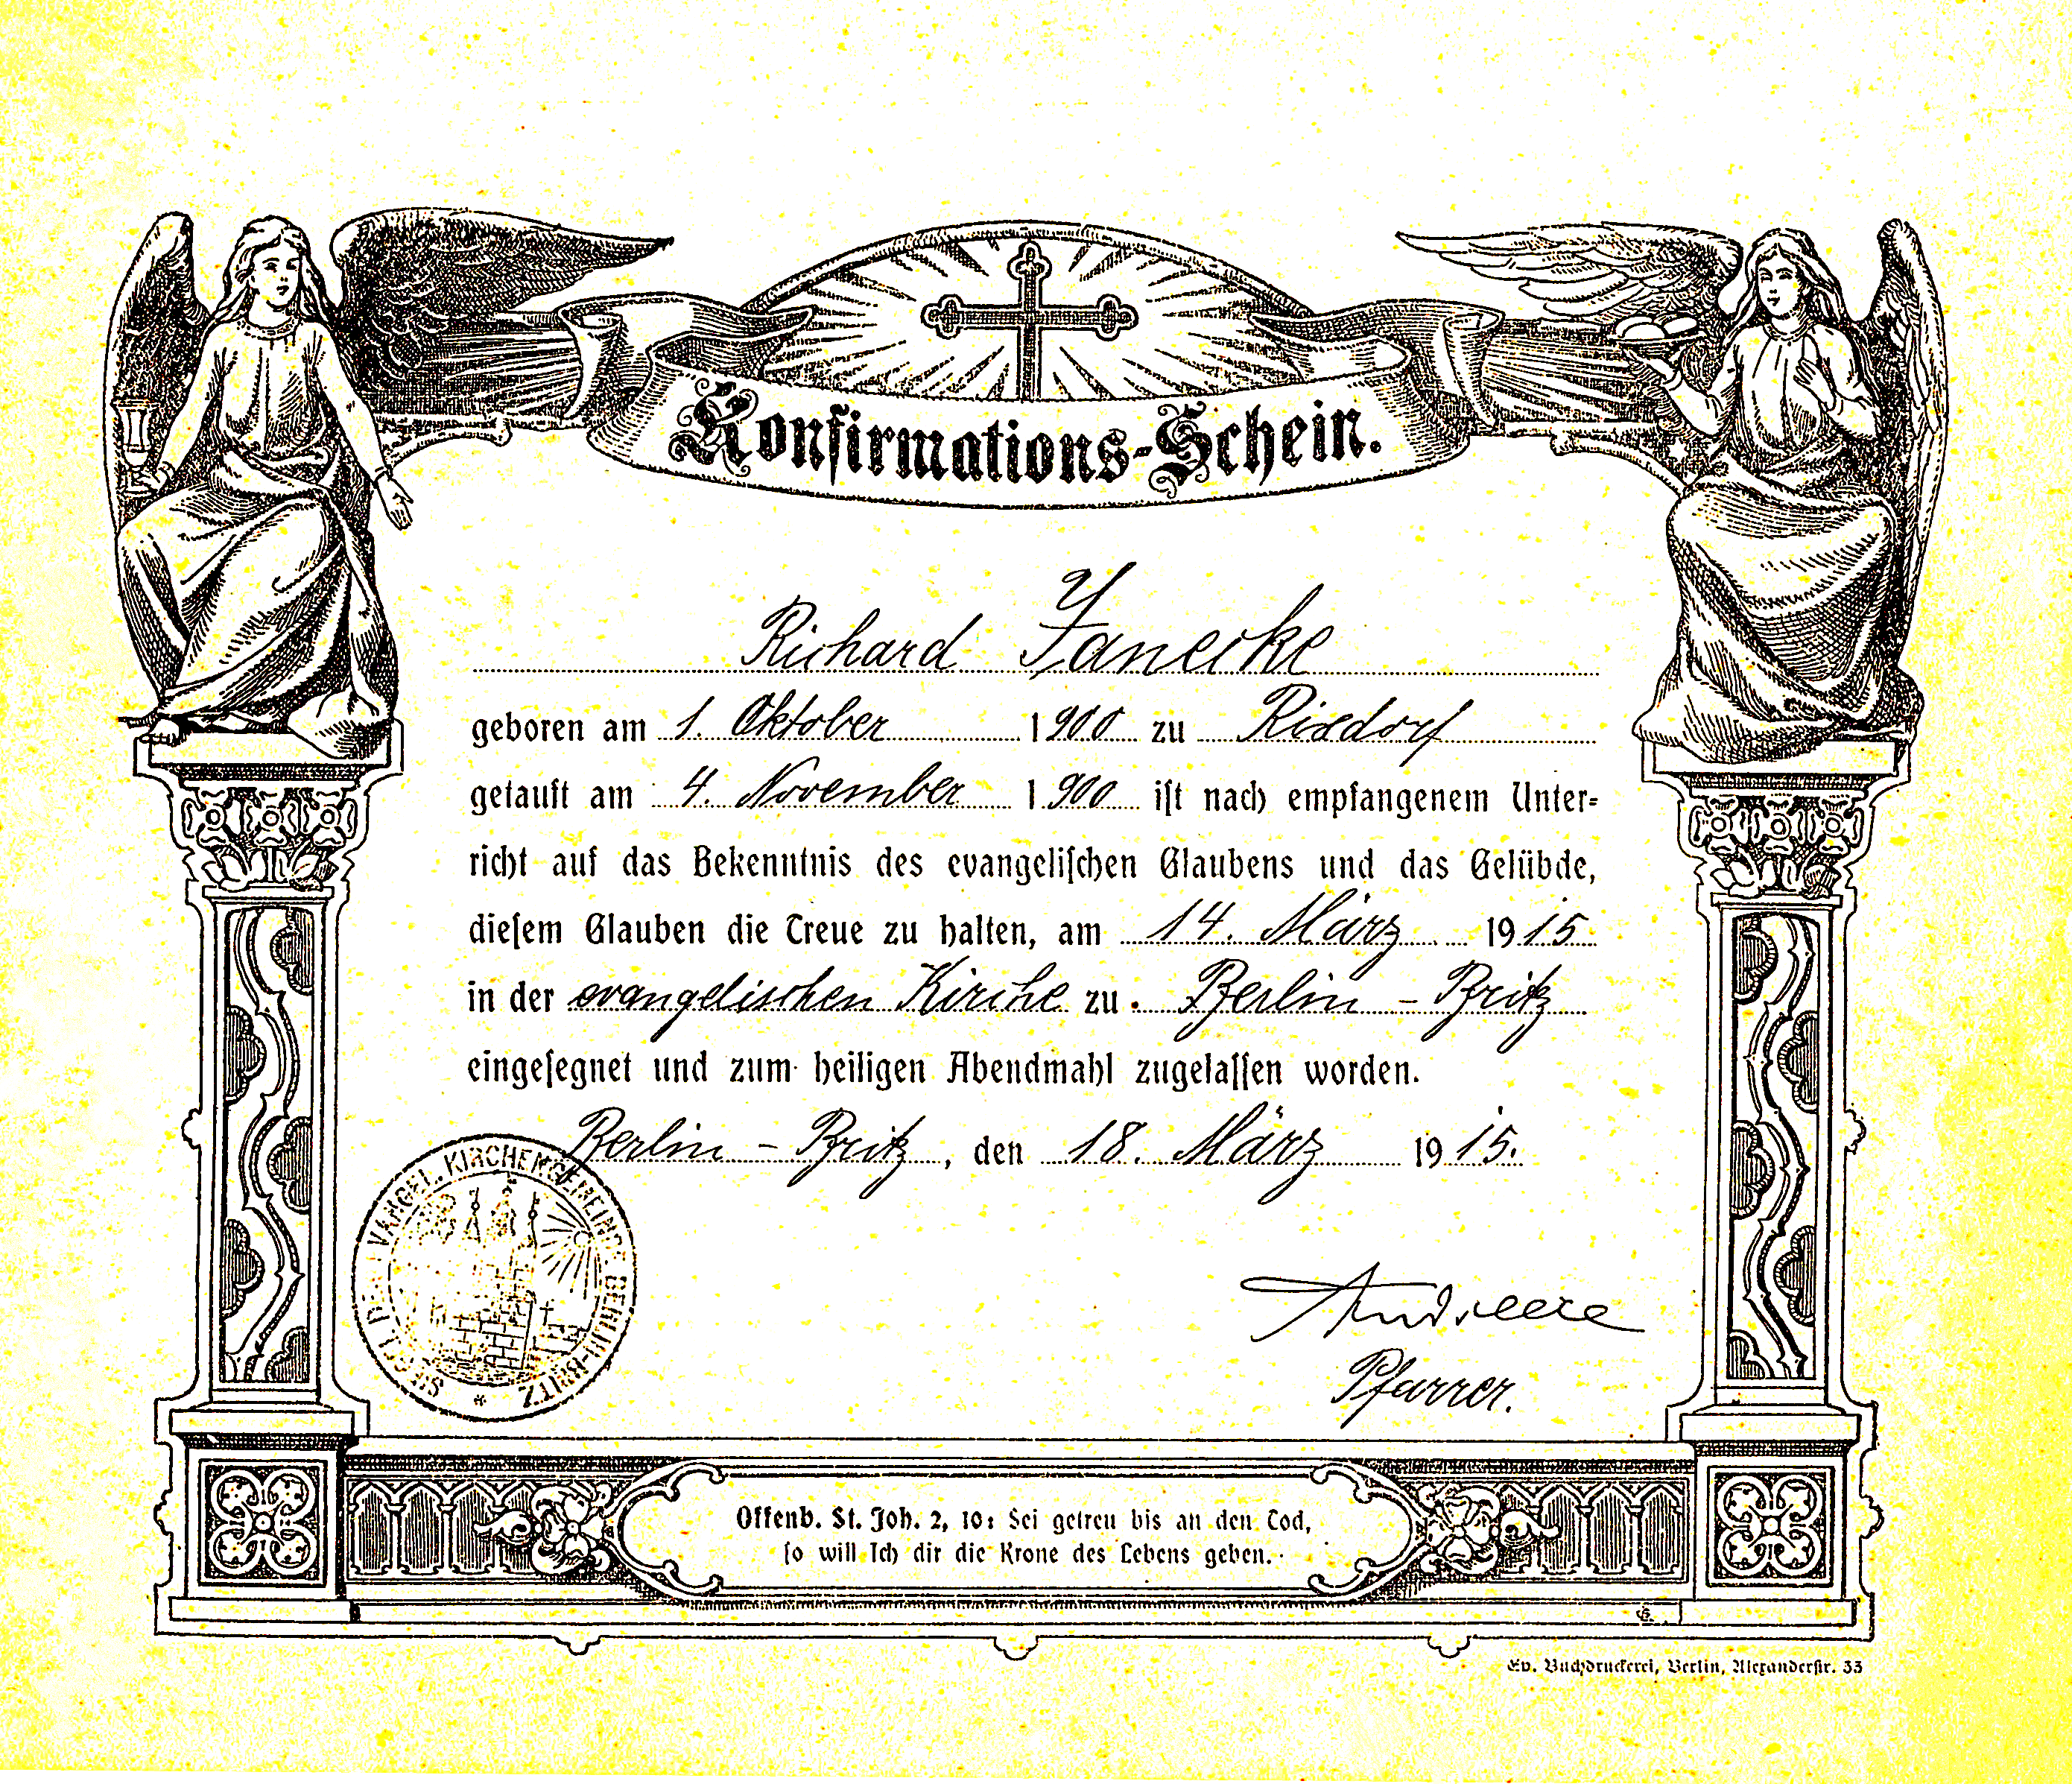 Konfirmations-Schein.
Richard Janecke
geboren am 1. Oktober 1900 zu Rixdorf
getauft am 4. November 1900 iſt nach empfangenem Unter=
richt auf das Bekenntnis des evangeliſchen Glaubens und das Gelübde,
dieſem Glauben die Treue zu halten, am 14. März 1915
in der evangelischen Kirche zu Berlin - Britz
eingeſegnet und zum heiligen Abendmahl zugelaſſen worden.
Berlin - Britz, den 18. März 1915.
KIRCHENGEMEINDE BERLIN-BRITZ
Pfarrer.
Offenb. St. Joh. 2, 10: Sei getreu bis an den Tod,
ſo will Ich dir die Krone des Lebens geben.
Ev. Buchdruckerei, Berlin, Alexanderſtr. 33